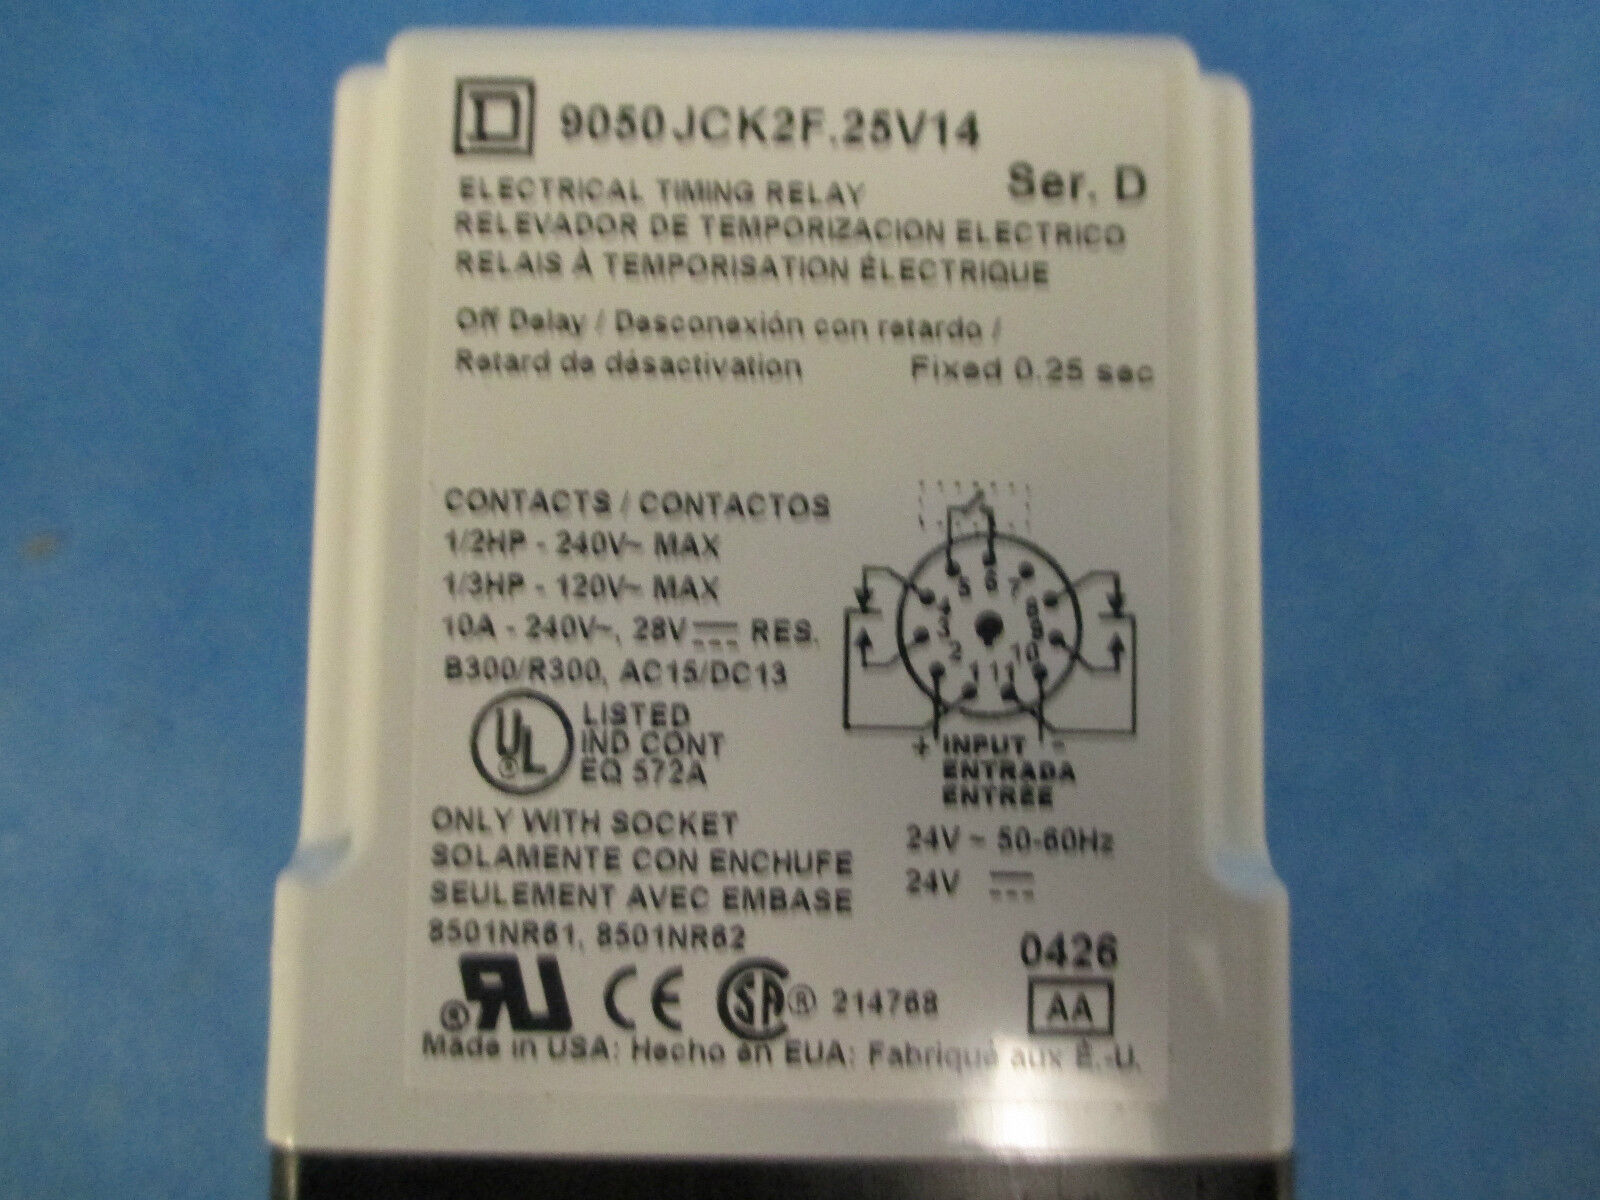 D 9050JCK2F.25V14
Ser. D
ELECTRICAL TIMING RELAY
RELEVADOR DE TEMPORIZACION ELECTRICO
RELAIS À TEMPORISATION ÉLECTRIQUE
Off Delay / Desconexión con retardo /
Retard de désactivation Fixed 0.25 sec
CONTACTS / CONTACTOS
1/2HP - 240V~ MAX
1/3HP - 120V~ MAX
10A - 240V~, 28V⎓ RES.
B300/R300, AC15/DC13
UL ®
LISTED
IND CONT
EQ 572A
5 6 7
4 8
3 9
2 10
1 11
+ INPUT -
ENTRADA
ENTRÉE
24V ~ 50-60Hz
24V ⎓
ONLY WITH SOCKET
SOLAMENTE CON ENCHUFE
SEULEMENT AVEC EMBASE
8501NR61, 8501NR62
0426
AA
® RU CE CSA ® 214768
Made in USA: Hecho en EUA: Fabriqué aux É.-U.